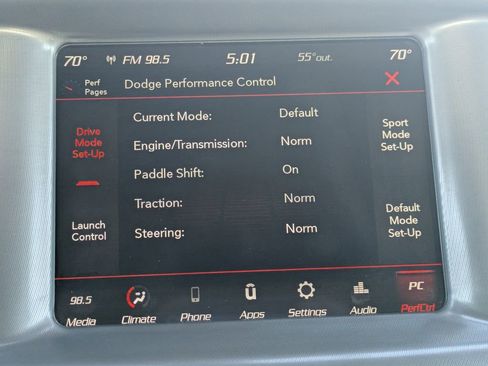 70° FM 98.5 5:01 55°out. 70°
Perf
Pages
Dodge Performance Control
Drive
Mode
Set-Up
Launch
Control
Current Mode: Default
Engine/Transmission: Norm
Paddle Shift: On
Traction: Norm
Steering: Norm
Sport
Mode
Set-Up
Default
Mode
Set-Up
98.5
Media
Climate
Phone
Apps
Settings
Audio
PC
PerfCtrl